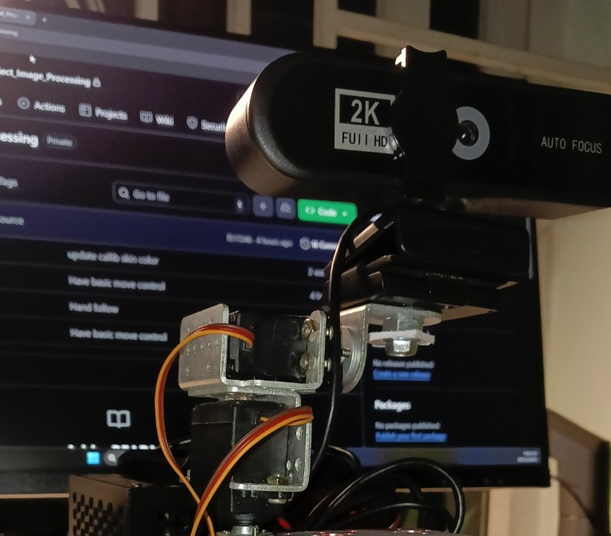 ect_Image_Processing
Actions
Projects
Wiki
Securi
essing
Private
Tags
Go to file
Code
ource
update callib skin color
Have basic move control
Hand follow
Have basic move control
2K
FUll HD
AUTO FOCUS
No releases published
Create a new release
Packages
No packages published
Publish your first package